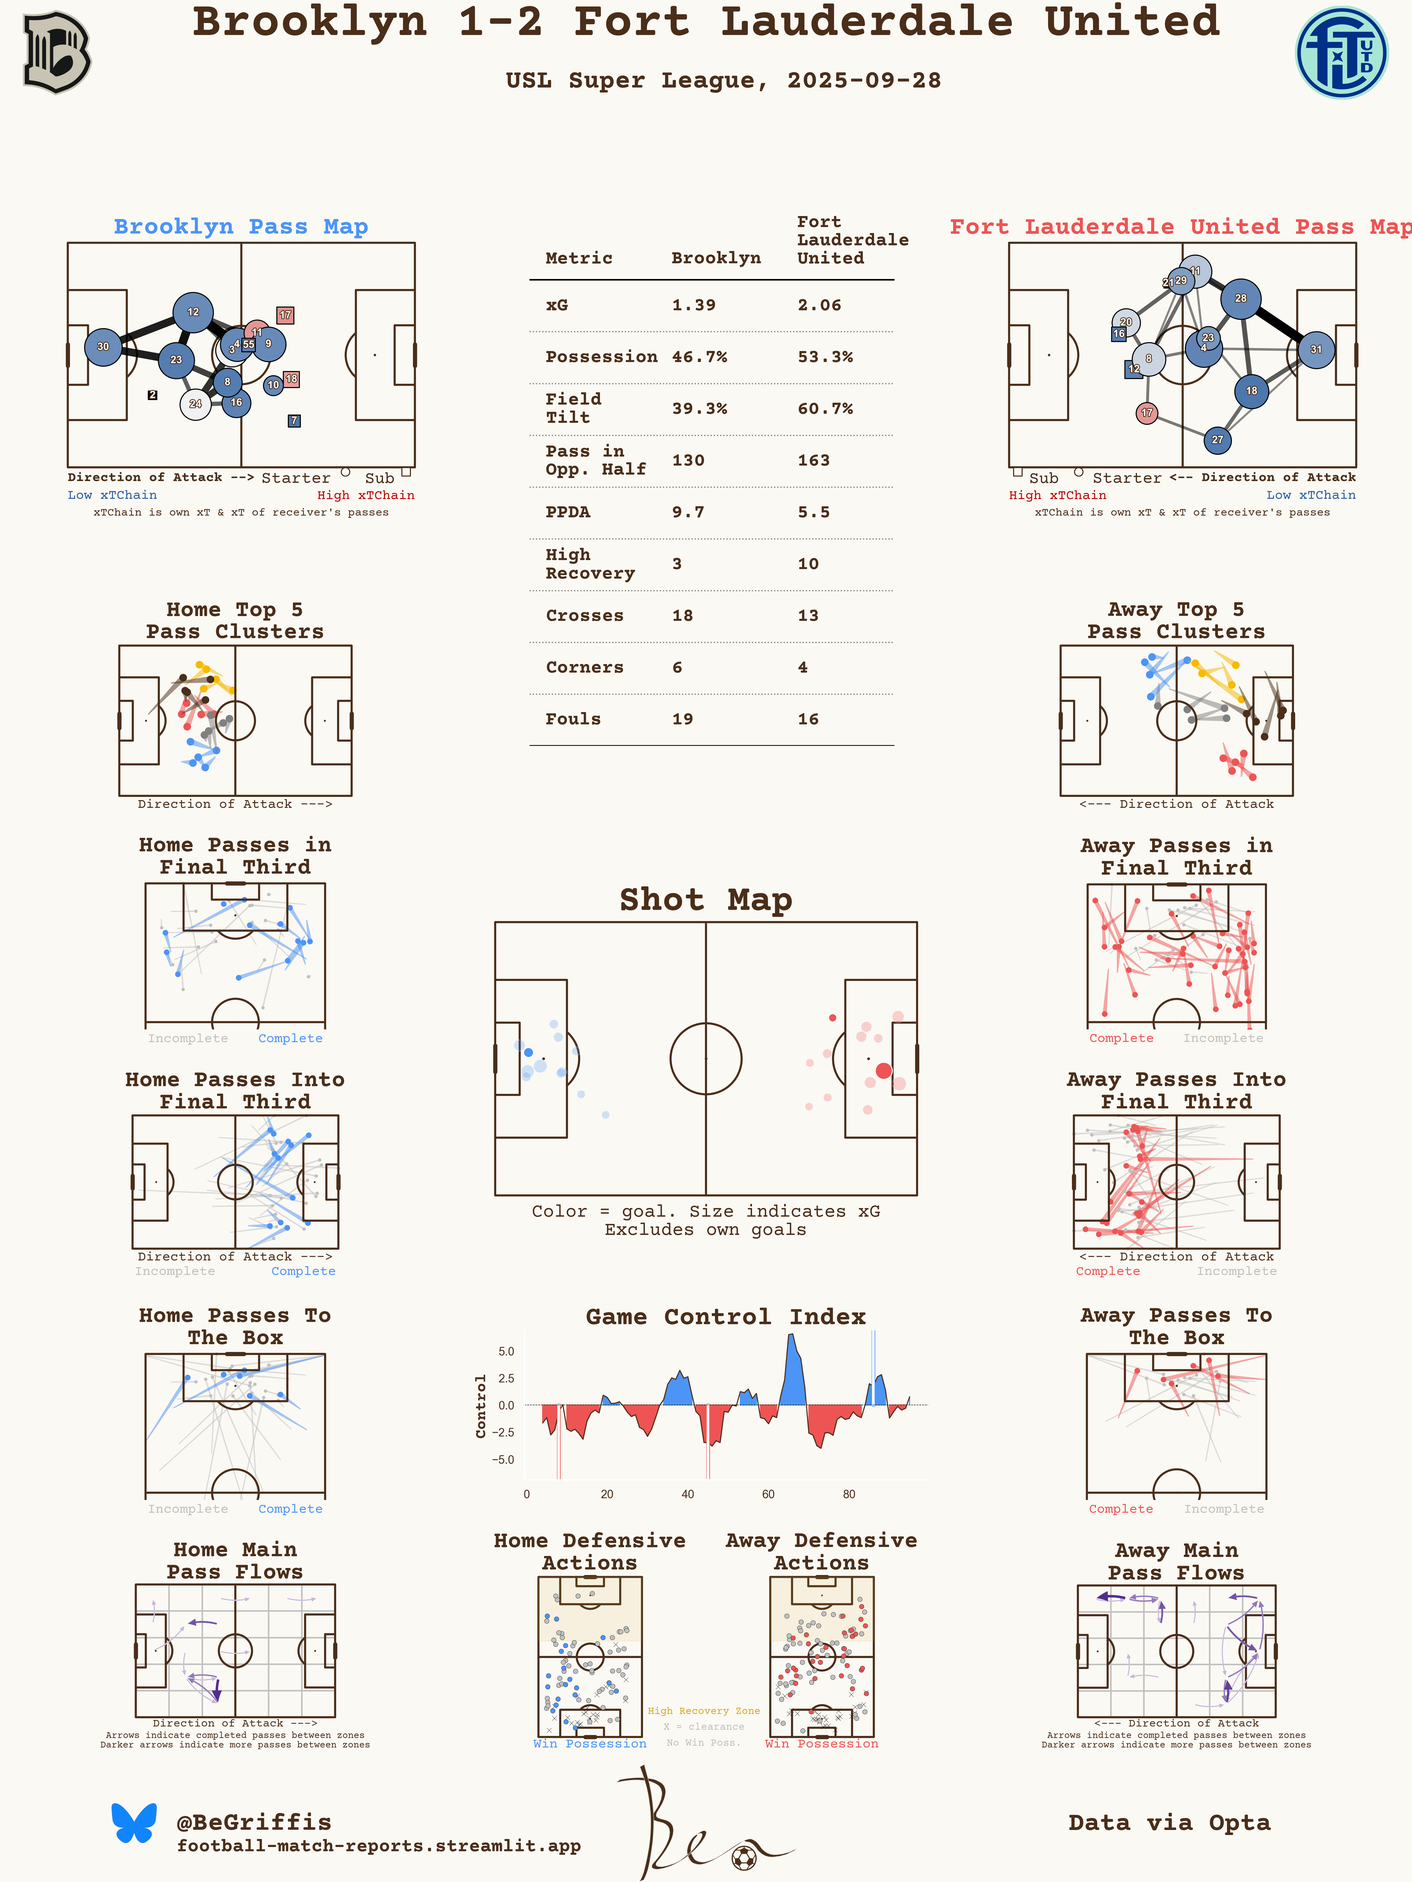 Brooklyn 1-2 Fort Lauderdale United
USL Super League, 2025-09-28
B
FTL UTD
Brooklyn Pass Map
30
12
23
24
8
16
3
4
55
11
9
10
17
18
2
7
Direction of Attack --> Starter Sub
Low xTChain High xTChain
xTChain is own xT & xT of receiver's passes
Metric Brooklyn Fort
Lauderdale
United
xG 1.39 2.06
Possession 46.7% 53.3%
Field
Tilt 39.3% 60.7%
Pass in
Opp. Half 130 163
PPDA 9.7 5.5
High
Recovery 3 10
Crosses 18 13
Corners 6 4
Fouls 19 16
Fort Lauderdale United Pass Map
11
21
29
28
20
16
23
4
31
8
12
18
17
27
Sub Starter <-- Direction of Attack
High xTChain Low xTChain
xTChain is own xT & xT of receiver's passes
Home Top 5
Pass Clusters
Direction of Attack --->
Away Top 5
Pass Clusters
<--- Direction of Attack
Home Passes in
Final Third
Incomplete Complete
Away Passes in
Final Third
Complete Incomplete
Shot Map
Color = goal. Size indicates xG
Excludes own goals
Home Passes Into
Final Third
Direction of Attack --->
Incomplete Complete
Away Passes Into
Final Third
<--- Direction of Attack
Complete Incomplete
Home Passes To
The Box
Incomplete Complete
Game Control Index
Control
5.0
2.5
0.0
−2.5
−5.0
0 20 40 60 80
Away Passes To
The Box
Complete Incomplete
Home Main
Pass Flows
Direction of Attack --->
Arrows indicate completed passes between zones
Darker arrows indicate more passes between zones
Home Defensive
Actions
Win Possession
High Recovery Zone
X = clearance
No Win Poss.
Away Defensive
Actions
Win Possession
Away Main
Pass Flows
<--- Direction of Attack
Arrows indicate completed passes between zones
Darker arrows indicate more passes between zones
@BeGriffis
football-match-reports.streamlit.app
Ben
Data via Opta